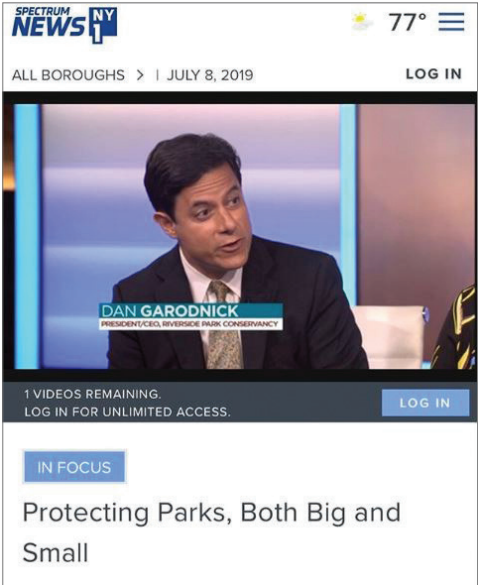 SPECTRUM
NEWS NY
1
77°
ALL BOROUGHS > | JULY 8, 2019
LOG IN
DAN GARODNICK
PRESIDENT/CEO, RIVERSIDE PARK CONSERVANCY
1 VIDEOS REMAINING.
LOG IN FOR UNLIMITED ACCESS.
LOG IN
IN FOCUS
Protecting Parks, Both Big and
Small